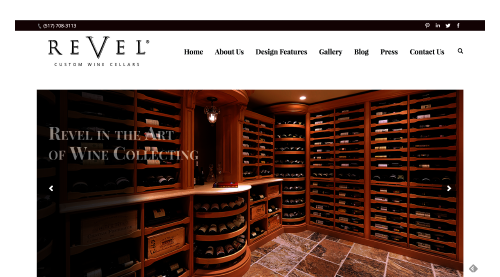 (517) 708-3113
REVEL®
CUSTOM WINE CELLARS
Home About Us Design Features Gallery Blog Press Contact Us
Revel in the Art
of Wine Collecting